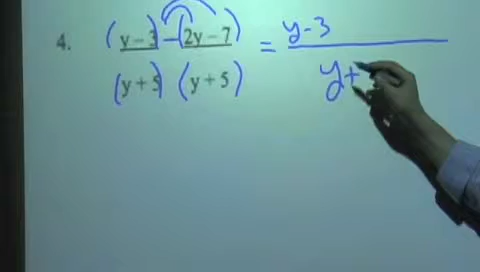 4. (y - 3) - (2y - 7) = y - 3
(y + 5) (y + 5) y +